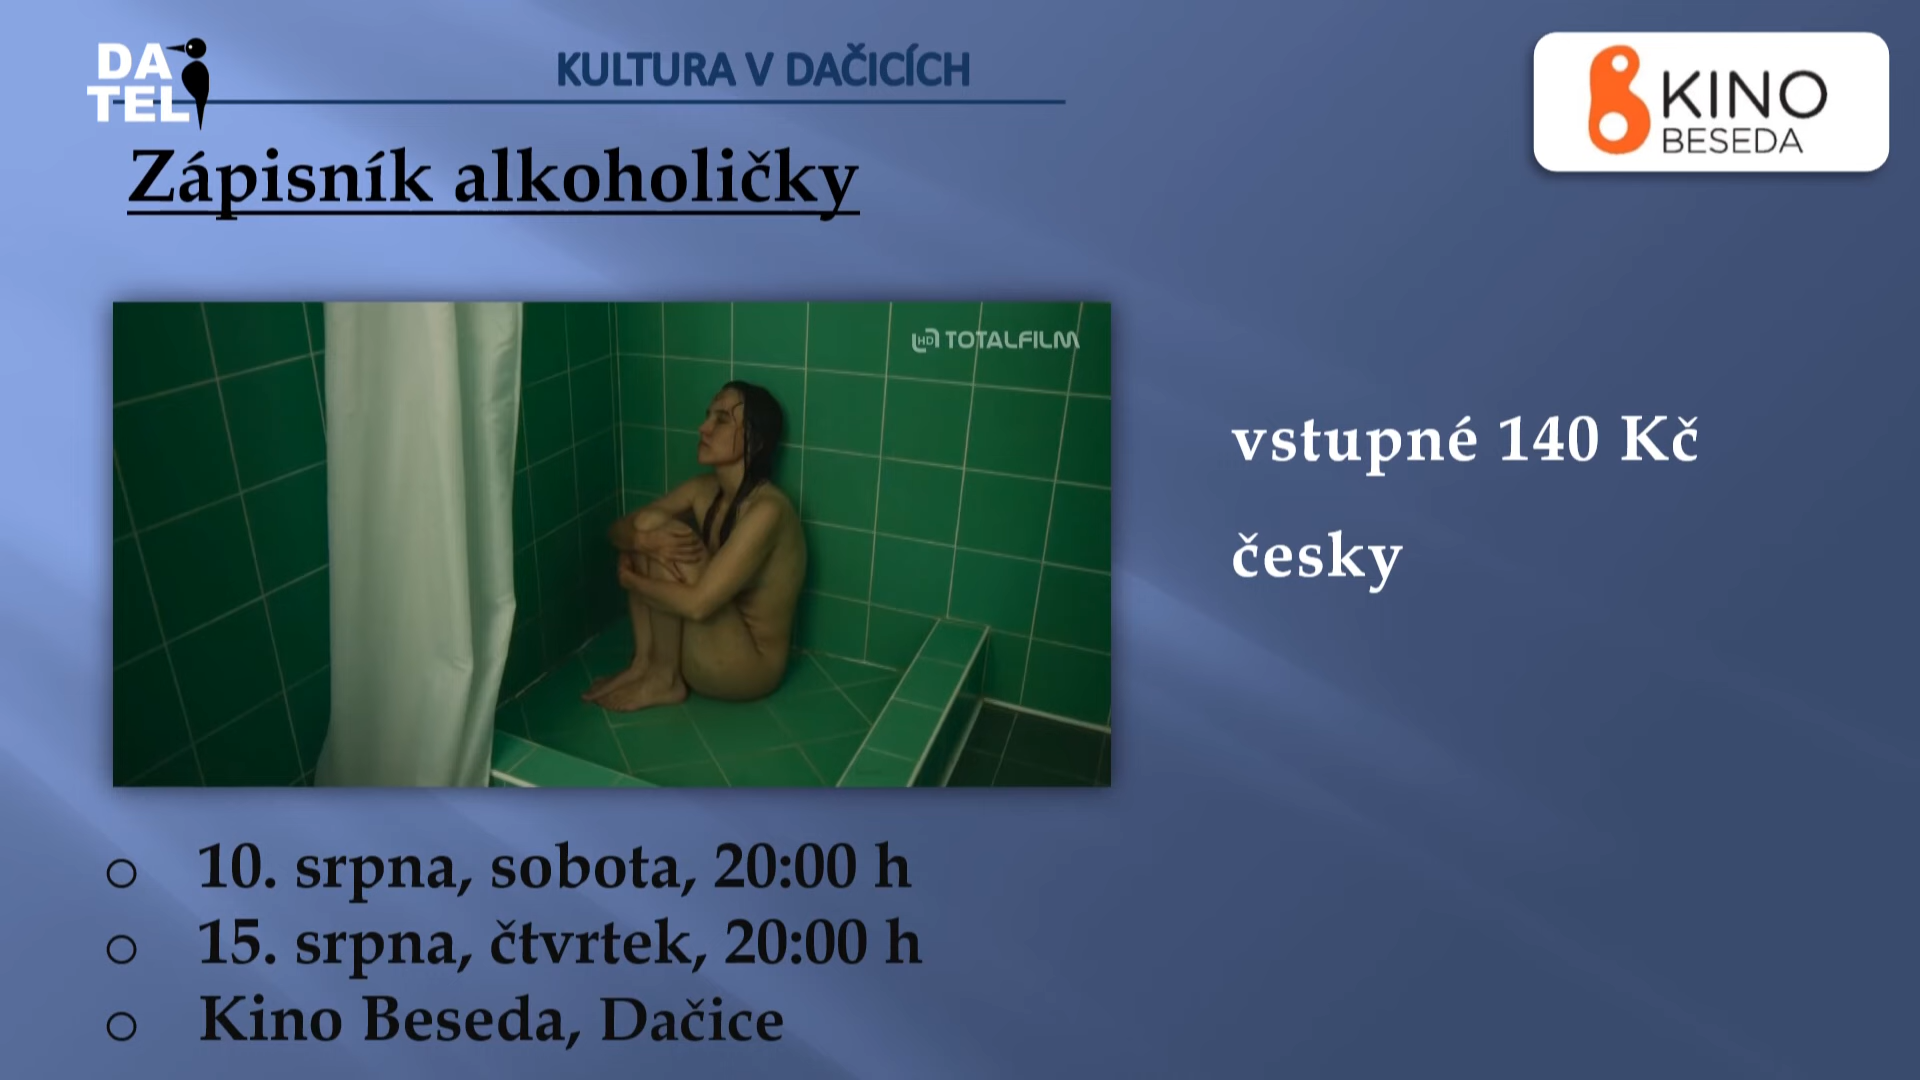 DA
TEL
KULTURA V DAČICÍCH
KINO
BESEDA
Zápisník alkoholičky
HD TOTALFILM
vstupné 140 Kč
česky
o 10. srpna, sobota, 20:00 h
o 15. srpna, čtvrtek, 20:00 h
o Kino Beseda, Dačice